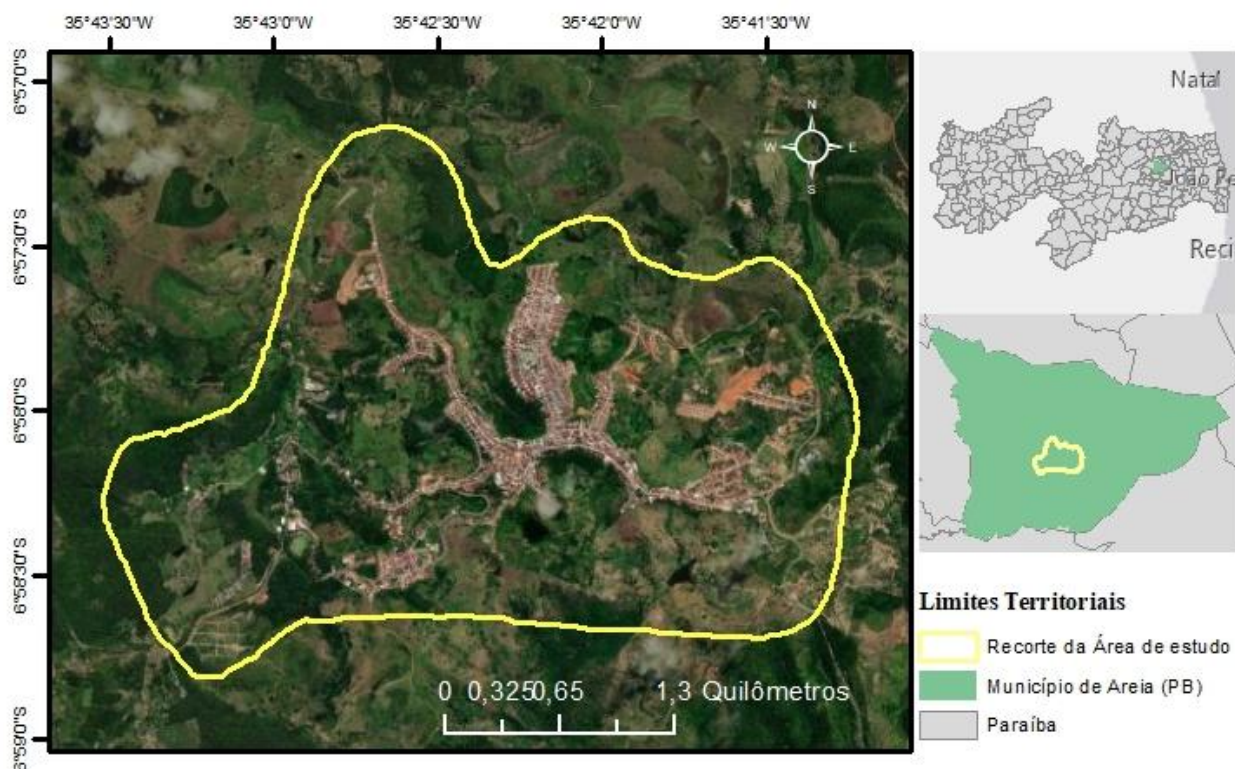 35°43'30"W 35°43'0"W 35°42'30"W 35°42'0"W 35°41'30"W
6°57'0"S
6°57'30"S
6°58'0"S
6°58'30"S
6°59'0"S
N
W L
S
0 0,325 0,65 1,3 Quilômetros
Natal
João Pe
Reci
Limites Territoriais
Recorte da Área de estudo
Município de Areia (PB)
Paraíba